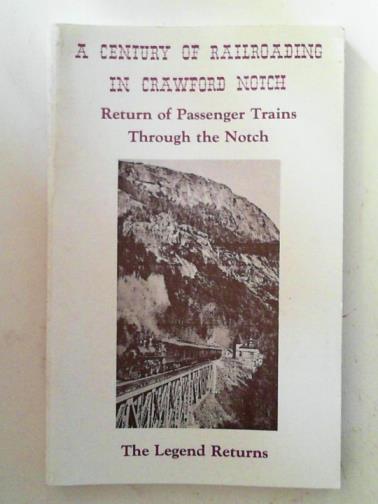 A CENTURY OF RAILROADING
IN CRAWFORD NOTCH
Return of Passenger Trains
Through the Notch
The Legend Returns